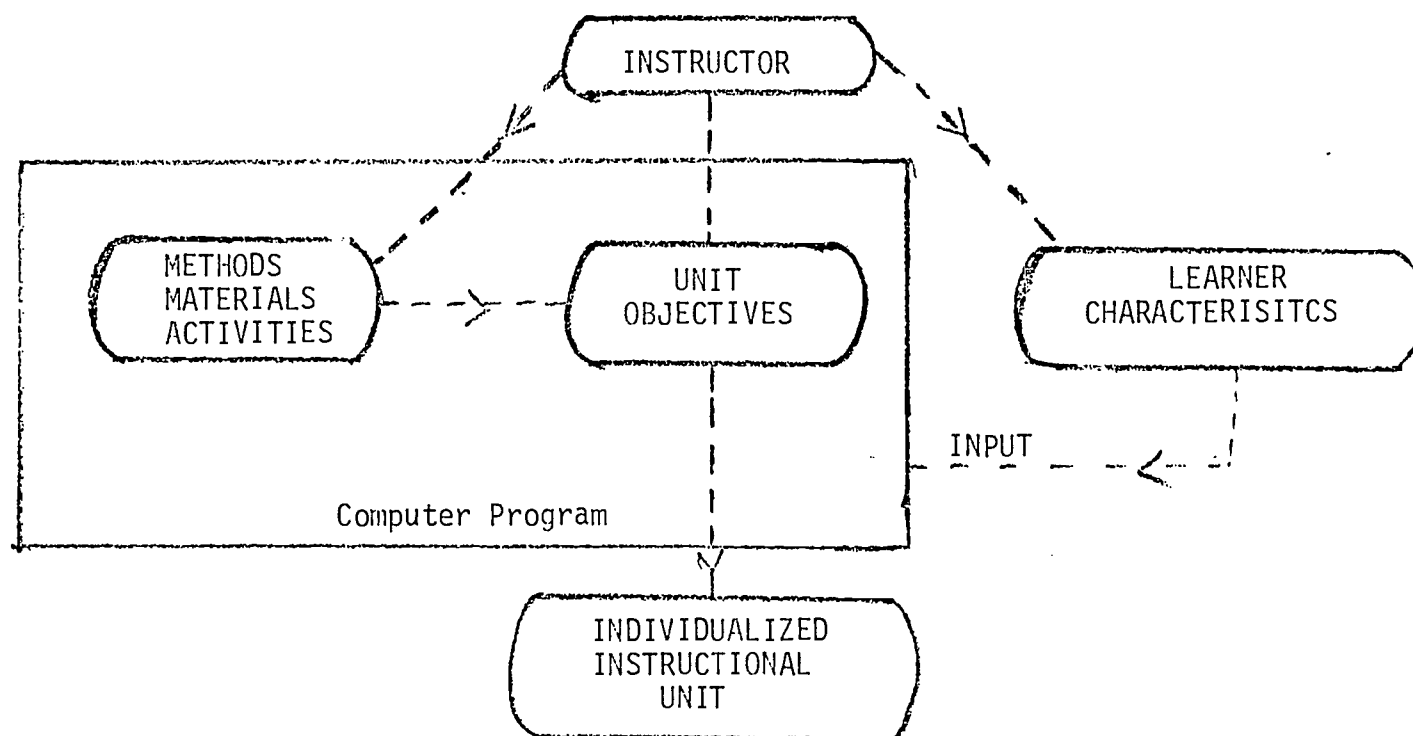 INSTRUCTOR
METHODS
MATERIALS
ACTIVITIES
UNIT
OBJECTIVES
LEARNER
CHARACTERISITCS
INPUT
Computer Program
INDIVIDUALIZED
INSTRUCTIONAL
UNIT